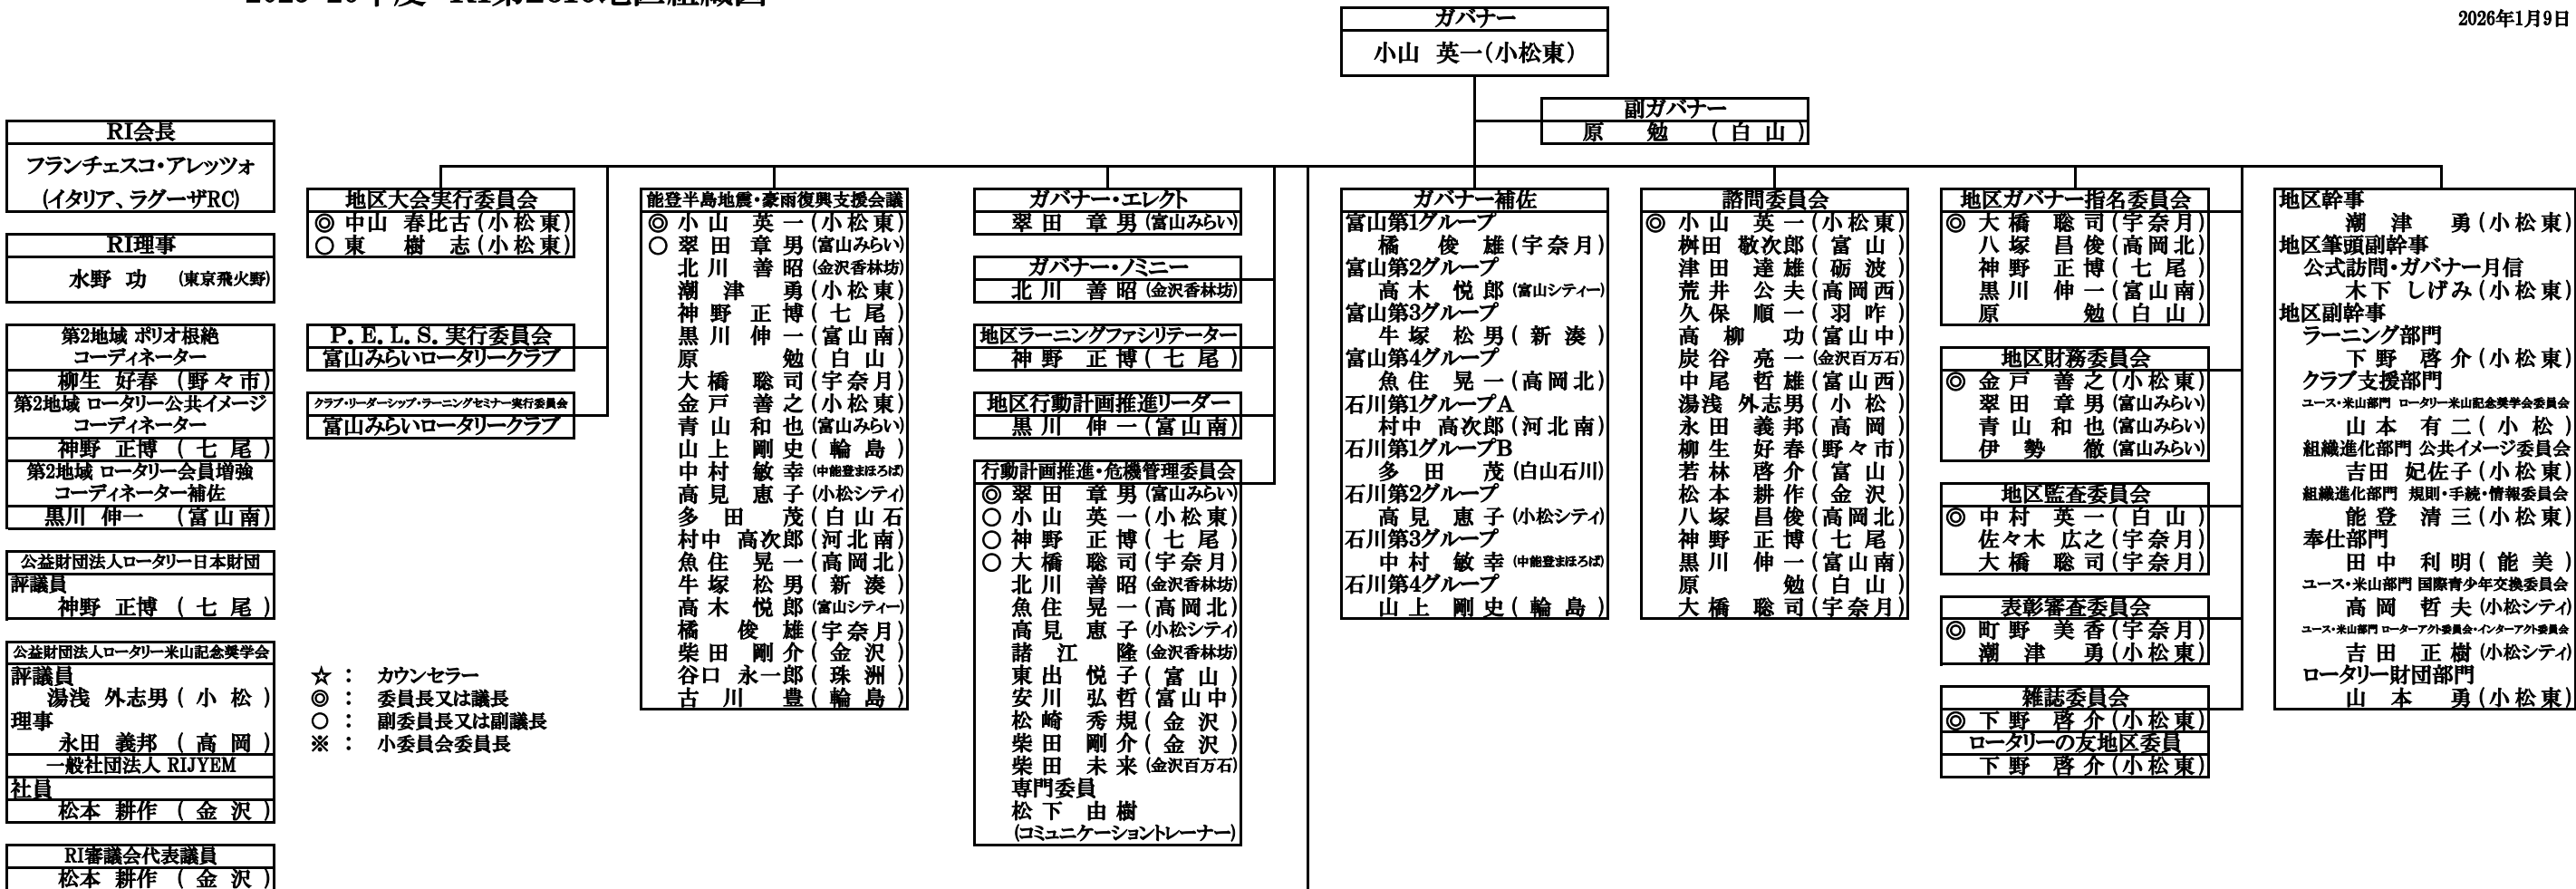 2026年1月9日
ガバナー
小山 英一(小松東)
副ガバナー
原 勉 (白山)
RI会長
フランチェスコ・アレッツォ
(イタリア、ラグーザRC)
RI理事
水野 功 (東京飛火野)
第2地域 ポリオ根絶
コーディネーター
柳生 好春 (野々市)
第2地域 ロータリー公共イメージ
コーディネーター
神野 正博 (七尾)
第2地域 ロータリー会員増強
コーディネーター補佐
黒川 伸一 (富山南)
公益財団法人ロータリー日本財団
評議員
神野 正博 (七尾)
公益財団法人ロータリー米山記念奨学会
評議員
湯浅 外志男(小松)
理事
永田 義邦 (高岡)
一般社団法人 RIJYEM
社員
松本 耕作 (金沢)
RI審議会代表議員
松本 耕作 (金沢)
地区大会実行委員会
◎ 中山 春比古(小松東)
○ 東 樹志(小松東)
P.E.L.S.実行委員会
富山みらいロータリークラブ
クラブ・リーダーシップ・ラーニングセミナー実行委員会
富山みらいロータリークラブ
☆ : カウンセラー
◎ : 委員長又は議長
○ : 副委員長又は副議長
※ : 小委員会委員長
能登半島地震・豪雨復興支援会議
◎ 小山 英一(小松東)
○ 翠田 章男(富山みらい)
北川 善昭(金沢香林坊)
潮津 勇(小松東)
神野 正博(七尾)
黒川 伸一(富山南)
原 勉(白山)
大橋 聡司(宇奈月)
金戸 善之(小松東)
青山 和也(富山みらい)
山上 剛史(輪島)
中村 敏幸(中能登まほろば)
高見 恵子(小松シティ)
多田 茂(白山石
村中 高次郎(河北南)
魚住 晃一(高岡北)
牛塚 松男(新湊)
高木 悦郎(富山シティー)
橘 俊雄(宇奈月)
柴田 剛介(金沢)
谷口 永一郎(珠洲)
古川 豊(輪島)
ガバナー・エレクト
翠田 章男(富山みらい)
ガバナー・ノミニー
北川 善昭(金沢香林坊)
地区ラーニングファシリテーター
神野 正博(七尾)
地区行動計画推進リーダー
黒川 伸一(富山南)
行動計画推進・危機管理委員会
◎ 翠田 章男(富山みらい)
○ 小山 英一(小松東)
○ 神野 正博(七尾)
○ 大橋 聡司(宇奈月)
北川 善昭(金沢香林坊)
魚住 晃一(高岡北)
高見 恵子(小松シティ)
諸江 隆(金沢香林坊)
東出 悦子(富山)
安川 弘哲(富山中)
松崎 秀規(金沢)
柴田 剛介(金沢)
柴田 未来(金沢百万石)
専門委員
松下 由樹
(コミュニケーショントレーナー)
ガバナー補佐
富山第1グループ
橘 俊雄(宇奈月)
富山第2グループ
高木 悦郎(富山シティー)
富山第3グループ
牛塚 松男(新湊)
富山第4グループ
魚住 晃一(高岡北)
石川第1グループA
村中 高次郎(河北南)
石川第1グループB
多田 茂(白山石川)
石川第2グループ
高見 恵子(小松シティ)
石川第3グループ
中村 敏幸(中能登まほろば)
石川第4グループ
山上 剛史(輪島)
諮問委員会
◎ 小山 英一(小松東)
桝田 敬次郎(富山)
津田 達雄(砺波)
荒井 公夫(高岡西)
久保 順一(羽咋)
高柳 功(富山中)
炭谷 亮一(金沢百万石)
中尾 哲雄(富山西)
湯浅 外志男(小松)
永田 義邦(高岡)
柳生 好春(野々市)
若林 啓介(富山)
松本 耕作(金沢)
八塚 昌俊(高岡北)
神野 正博(七尾)
黒川 伸一(富山南)
原 勉(白山)
大橋 聡司(宇奈月)
地区ガバナー指名委員会
◎ 大橋 聡司(宇奈月)
八塚 昌俊(高岡北)
神野 正博(七尾)
黒川 伸一(富山南)
原 勉(白山)
地区財務委員会
◎ 金戸 善之(小松東)
翠田 章男(富山みらい)
青山 和也(富山みらい)
伊勢 徹(富山みらい)
地区監査委員会
◎ 中村 英一(白山)
佐々木 広之(宇奈月)
大橋 聡司(宇奈月)
表彰審査委員会
◎ 町野 美香(宇奈月)
潮津 勇(小松東)
雑誌委員会
◎ 下野 啓介(小松東)
ロータリーの友地区委員
下野 啓介(小松東)
地区幹事
潮津 勇(小松東)
地区筆頭副幹事
公式訪問・ガバナー月信
木下 しげみ(小松東)
地区副幹事
ラーニング部門
下野 啓介(小松東)
クラブ支援部門
ユース・米山部門 ロータリー米山記念奨学会委員会
山本 有二(小松)
組織進化部門 公共イメージ委員会
吉田 妃佐子(小松東)
組織進化部門 規則・手続・情報委員会
能登 清三(小松東)
奉仕部門
田中 利明(能美)
ユース・米山部門 国際青少年交換委員会
高岡 哲夫(小松シティ)
ユース・米山部門 ローターアクト委員会・インターアクト委員会
吉田 正樹(小松シティ)
ロータリー財団部門
山本 勇(小松東)